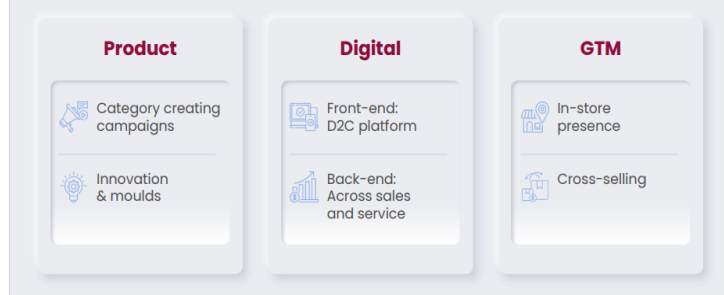 Product
Category creating
campaigns
Innovation
& moulds
Digital
Front-end:
D2C platform
Back-end:
Across sales
and service
GTM
In-store
presence
Cross-selling